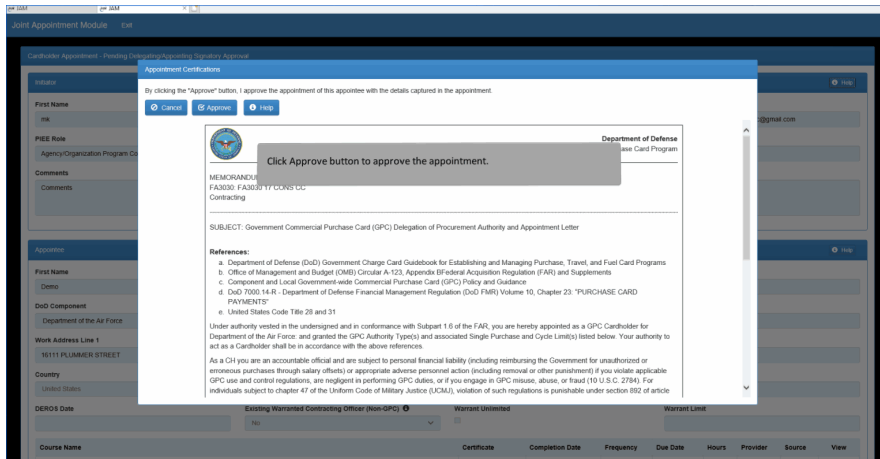 JAM
JAM
Joint Appointment Module Exit
Cardholder Appointment - Pending Delegating/Appointing Signatory Approval
Appointment Certifications
By clicking the "Approve" button, I approve the appointment of this appointee with the details captured in the appointment.
Cancel
Approve
Help
Initiator
Help
First Name
mk
c@gmail.com
PIEE Role
Agency/Organization Program Co
Comments
Comments
Department of Defense
ase Card Program
Click Approve button to approve the appointment.
MEMORANDU
FA3030: FA3030 17 CONS CC
Contracting
SUBJECT: Government Commercial Purchase Card (GPC) Delegation of Procurement Authority and Appointment Letter
References:
a. Department of Defense (DoD) Government Charge Card Guidebook for Establishing and Managing Purchase, Travel, and Fuel Card Programs
b. Office of Management and Budget (OMB) Circular A-123, Appendix BFederal Acquisition Regulation (FAR) and Supplements
c. Component and Local Government-wide Commercial Purchase Card (GPC) Policy and Guidance
d. DoD 7000.14-R - Department of Defense Financial Management Regulation (DoD FMR) Volume 10, Chapter 23: "PURCHASE CARD
PAYMENTS"
e. United States Code Title 28 and 31
Under authority vested in the undersigned and in conformance with Subpart 1.6 of the FAR, you are hereby appointed as a GPC Cardholder for
Department of the Air Force: and granted the GPC Authority Type(s) and associated Single Purchase and Cycle Limit(s) listed below. Your authority to
act as a Cardholder shall be in accordance with the above references.
As a CH you are an accountable official and are subject to personal financial liability (including reimbursing the Government for unauthorized or
erroneous purchases through salary offsets) or appropriate adverse personnel action (including removal or other punishment) if you violate applicable
GPC use and control regulations, are negligent in performing GPC duties, or if you engage in GPC misuse, abuse, or fraud (10 U.S.C. 2784). For
individuals subject to chapter 47 of the Uniform Code of Military Justice (UCMJ), violation of such regulations is punishable under section 892 of article
Appointee
Help
First Name
Demo
DoD Component
Department of the Air Force
Work Address Line 1
16111 PLUMMER STREET
Country
United States
DEROS Date
Existing Warranted Contracting Officer (Non-GPC)
Warrant Unlimited
Warrant Limit
No
Course Name
Certificate
Completion Date
Frequency
Due Date
Hours
Provider
Source
View